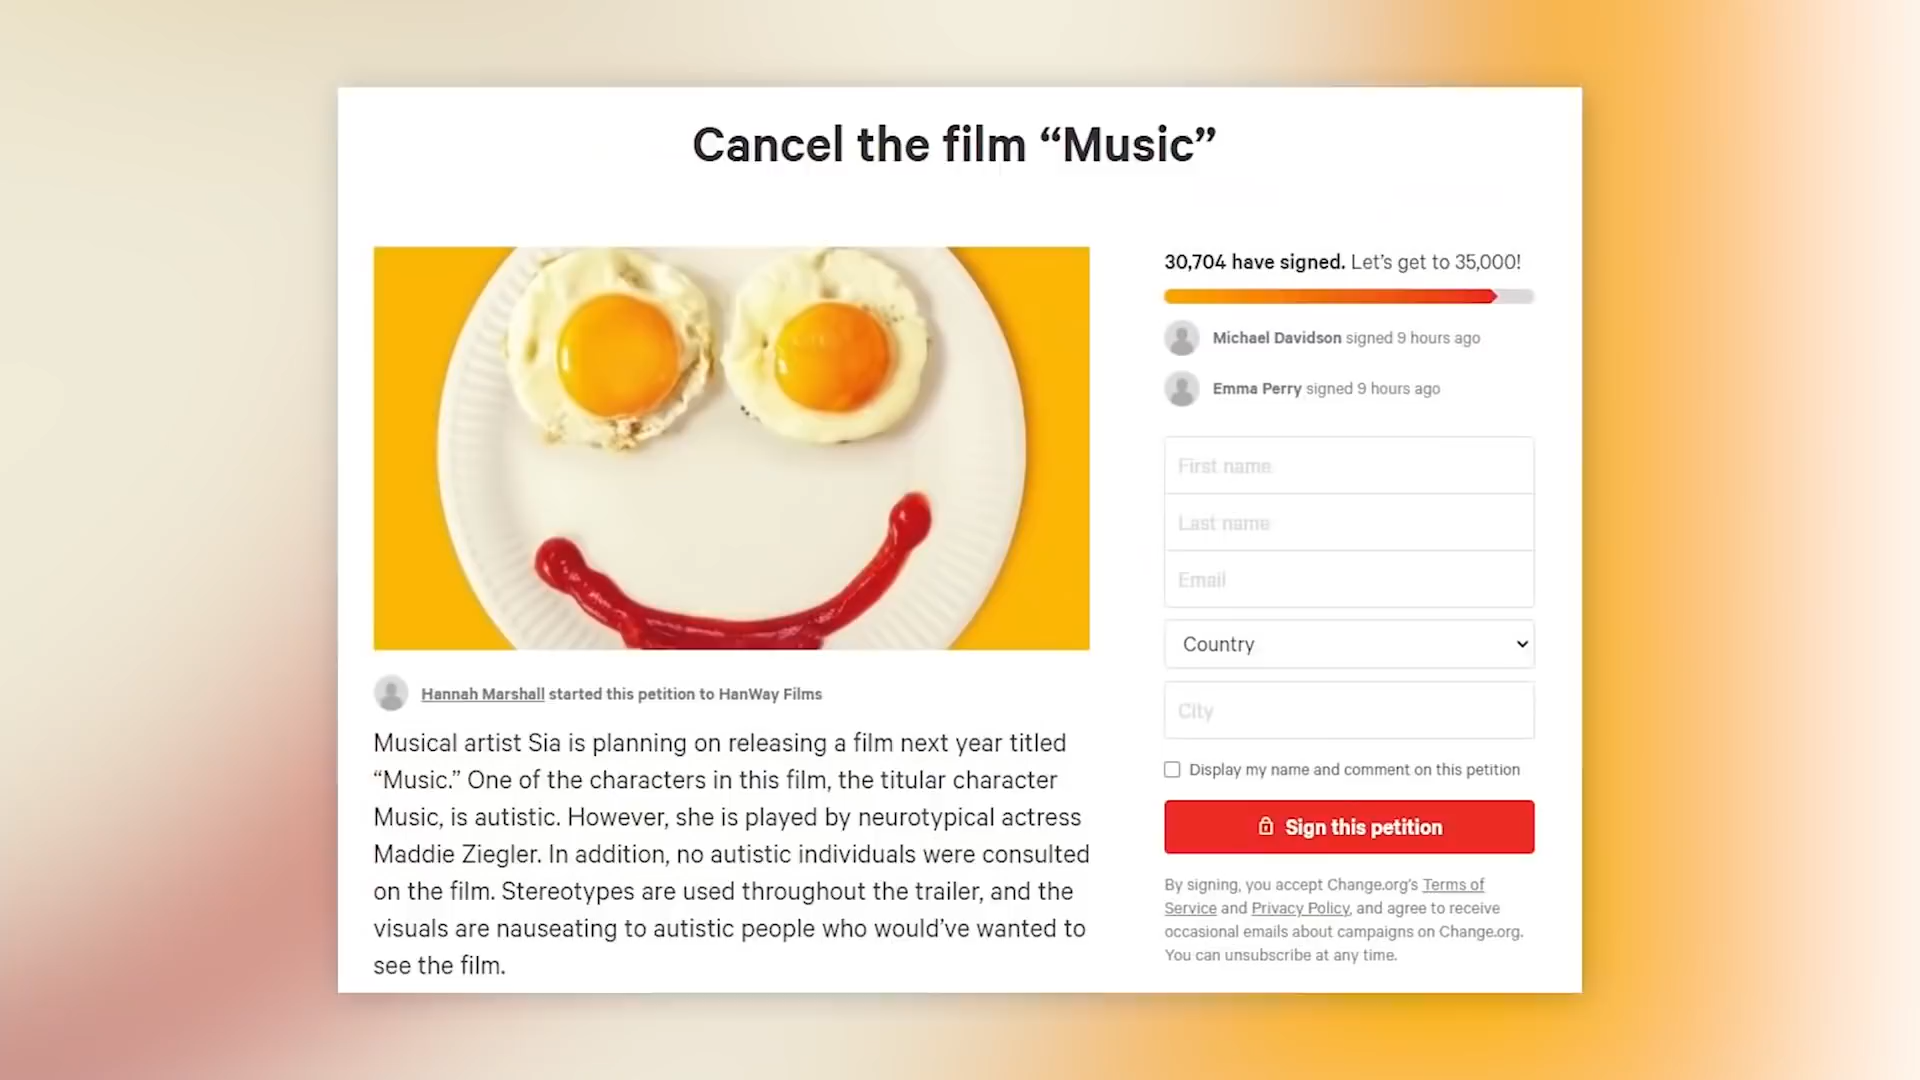 Cancel the film “Music”
30,704 have signed. Let’s get to 35,000!
Michael Davidson signed 9 hours ago
Emma Perry signed 9 hours ago
First name
Last name
Email
Country
City
Display my name and comment on this petition
Sign this petition
By signing, you accept Change.org’s Terms of
Service and Privacy Policy, and agree to receive
occasional emails about campaigns on Change.org.
You can unsubscribe at any time.
Hannah Marshall started this petition to HanWay Films
Musical artist Sia is planning on releasing a film next year titled
“Music.” One of the characters in this film, the titular character
Music, is autistic. However, she is played by neurotypical actress
Maddie Ziegler. In addition, no autistic individuals were consulted
on the film. Stereotypes are used throughout the trailer, and the
visuals are nauseating to autistic people who would’ve wanted to
see the film.